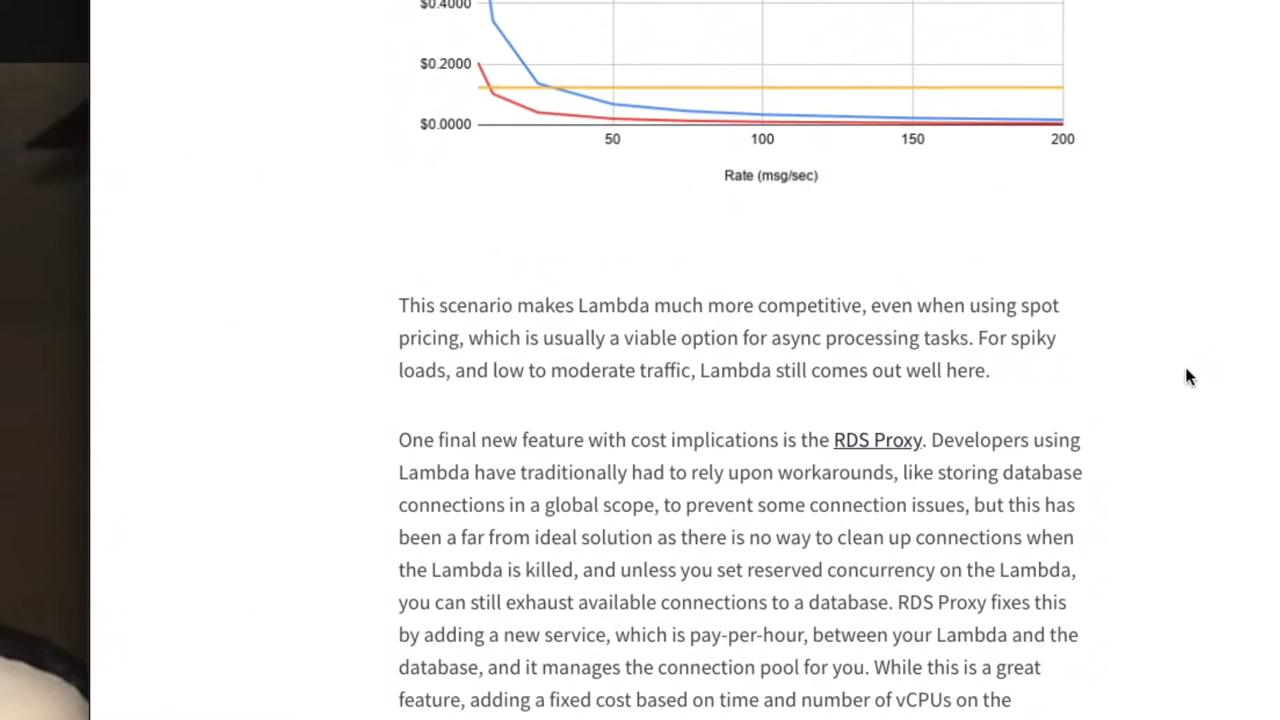 $0.4000
$0.2000
$0.0000
50 100 150 200
Rate (msg/sec)
This scenario makes Lambda much more competitive, even when using spot
pricing, which is usually a viable option for async processing tasks. For spiky
loads, and low to moderate traffic, Lambda still comes out well here.
One final new feature with cost implications is the RDS Proxy. Developers using
Lambda have traditionally had to rely upon workarounds, like storing database
connections in a global scope, to prevent some connection issues, but this has
been a far from ideal solution as there is no way to clean up connections when
the Lambda is killed, and unless you set reserved concurrency on the Lambda,
you can still exhaust available connections to a database. RDS Proxy fixes this
by adding a new service, which is pay-per-hour, between your Lambda and the
database, and it manages the connection pool for you. While this is a great
feature, adding a fixed cost based on time and number of vCPUs on the